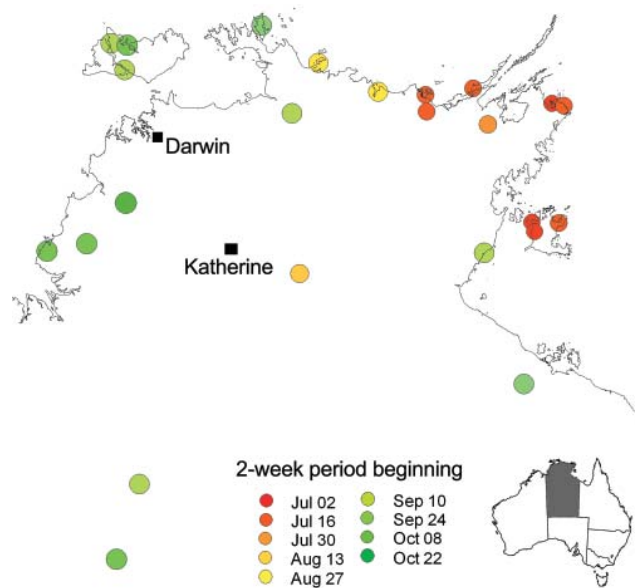 Darwin
Katherine
2-week period beginning
Jul 02
Jul 16
Jul 30
Aug 13
Aug 27
Sep 10
Sep 24
Oct 08
Oct 22